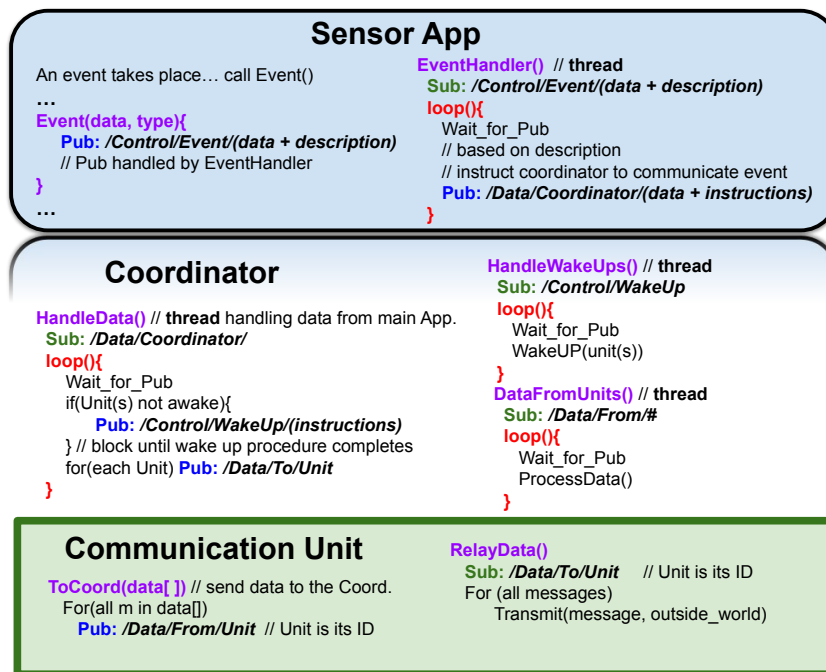 Sensor App
An event takes place… call Event()
…
Event(data, type){
Pub: /Control/Event/(data + description)
// Pub handled by EventHandler
}
…
EventHandler() // thread
Sub: /Control/Event/(data + description)
loop(){
Wait_for_Pub
// based on description
// instruct coordinator to communicate event
Pub: /Data/Coordinator/(data + instructions)
}
Coordinator
HandleData() // thread handling data from main App.
Sub: /Data/Coordinator/
loop(){
Wait_for_Pub
if(Unit(s) not awake){
Pub: /Control/WakeUp/(instructions)
} // block until wake up procedure completes
for(each Unit) Pub: /Data/To/Unit
}
HandleWakeUps() // thread
Sub: /Control/WakeUp
loop(){
Wait_for_Pub
WakeUP(unit(s))
}
DataFromUnits() // thread
Sub: /Data/From/#
loop(){
Wait_for_Pub
ProcessData()
}
Communication Unit
ToCoord(data[ ]) // send data to the Coord.
For(all m in data[])
Pub: /Data/From/Unit // Unit is its ID
RelayData()
Sub: /Data/To/Unit // Unit is its ID
For (all messages)
Transmit(message, outside_world)